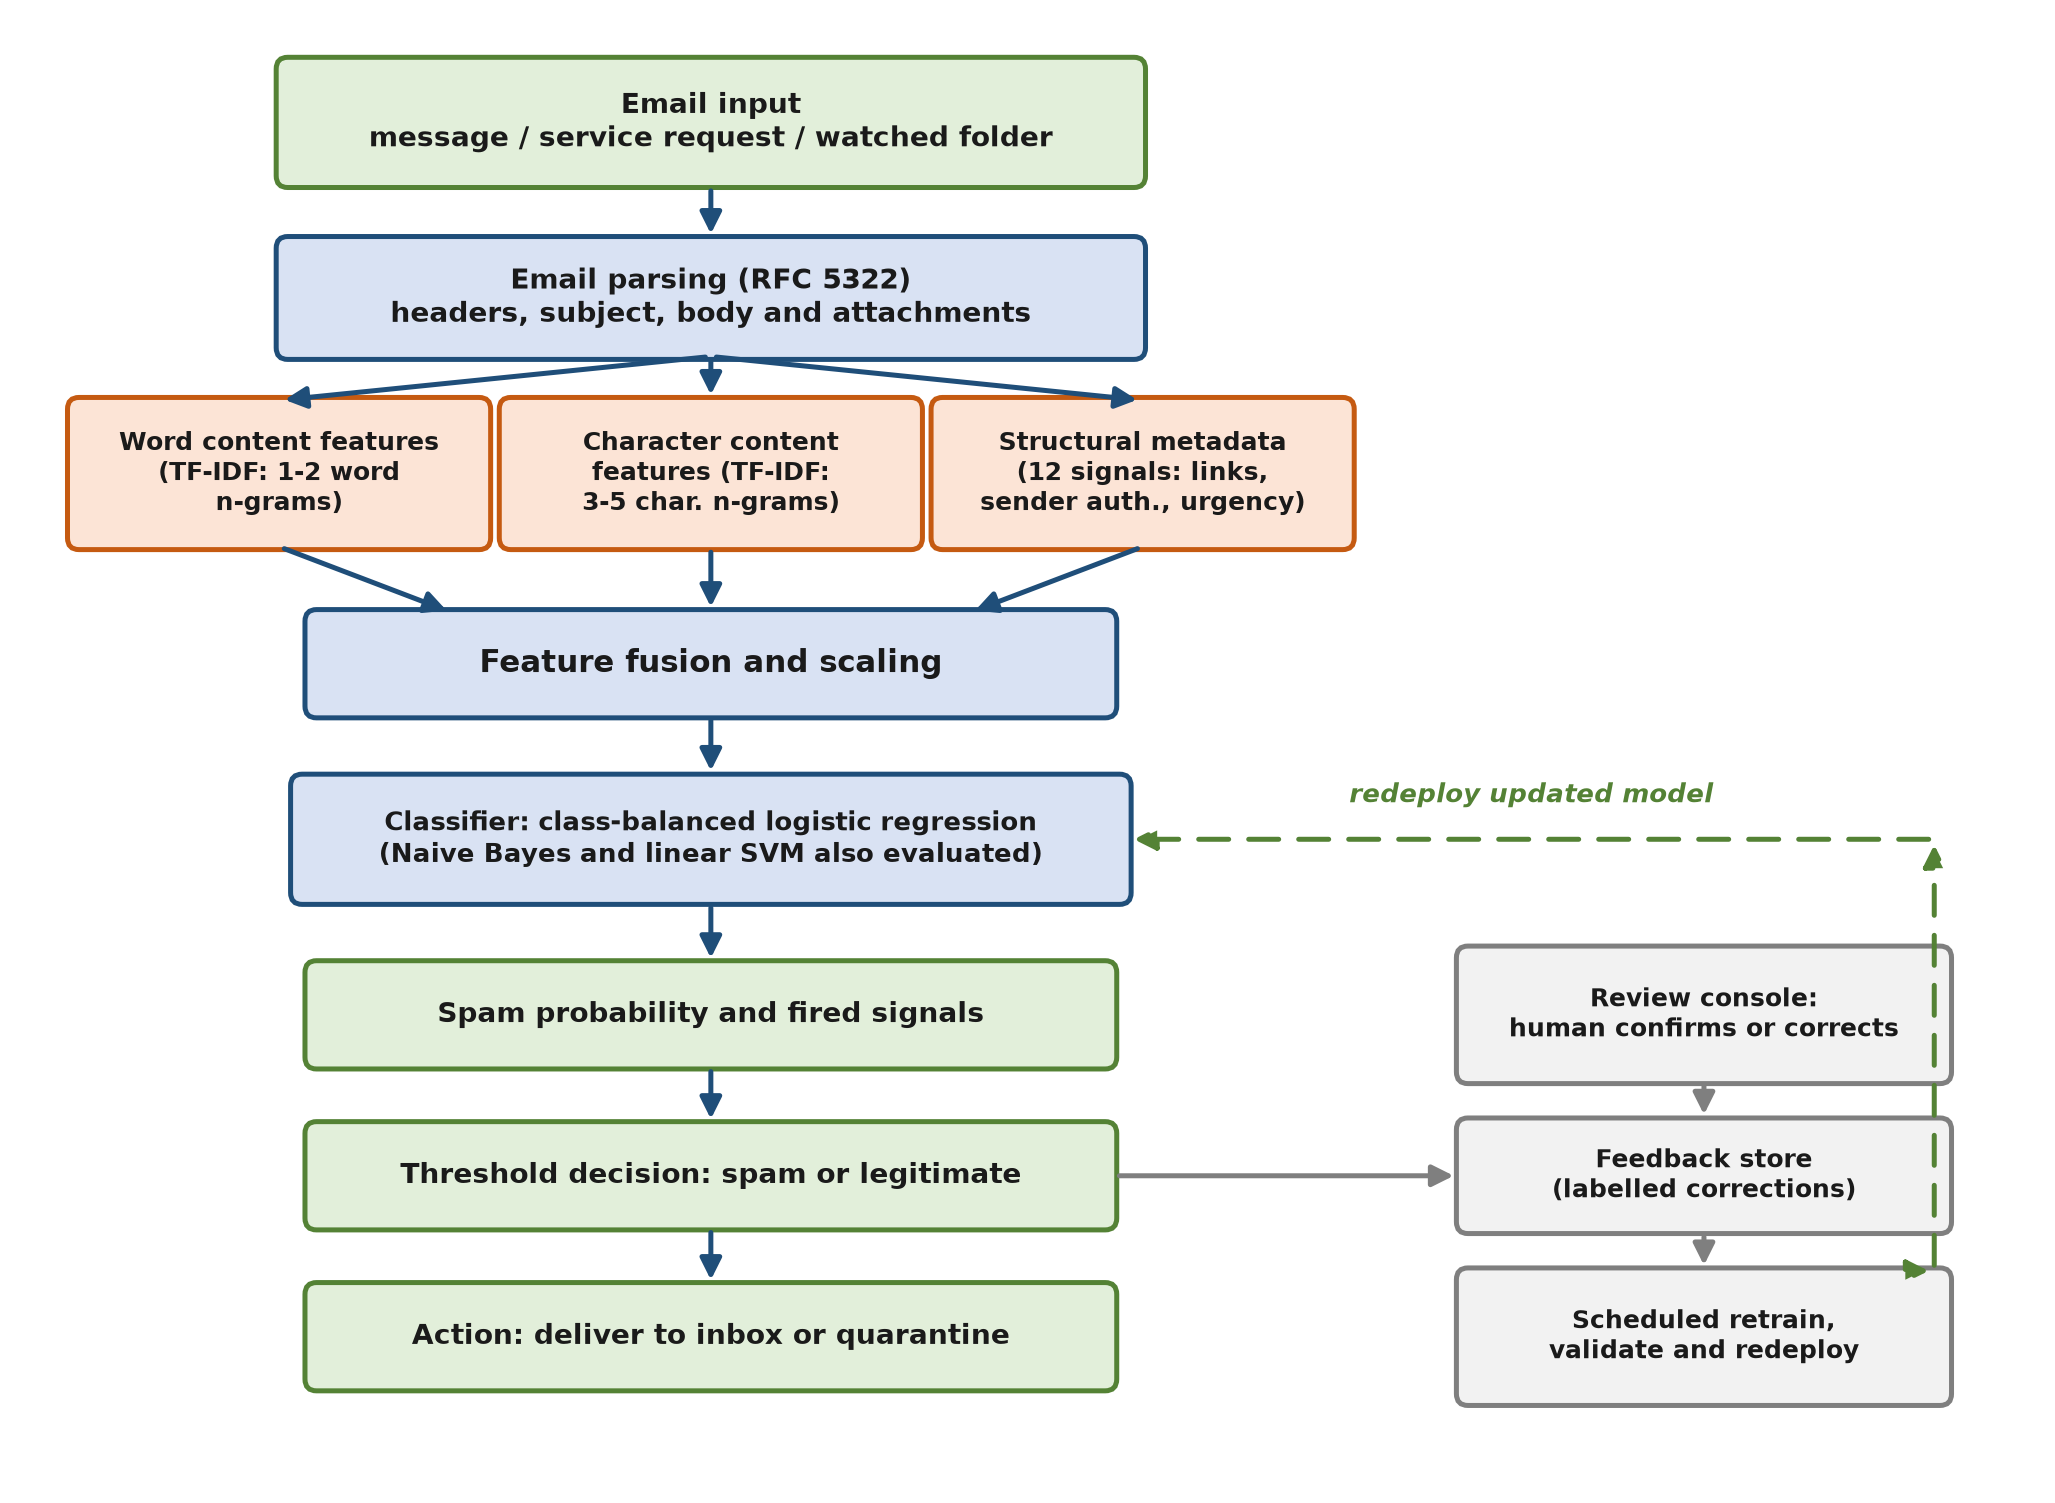 Email input
message / service request / watched folder
Email parsing (RFC 5322)
headers, subject, body and attachments
Word content features
(TF-IDF: 1-2 word
n-grams)
Character content
features (TF-IDF:
3-5 char. n-grams)
Structural metadata
(12 signals: links,
sender auth., urgency)
Feature fusion and scaling
Classifier: class-balanced logistic regression
(Naive Bayes and linear SVM also evaluated)
redeploy updated model
Spam probability and fired signals
Review console:
human confirms or corrects
Threshold decision: spam or legitimate
Feedback store
(labelled corrections)
Action: deliver to inbox or quarantine
Scheduled retrain,
validate and redeploy